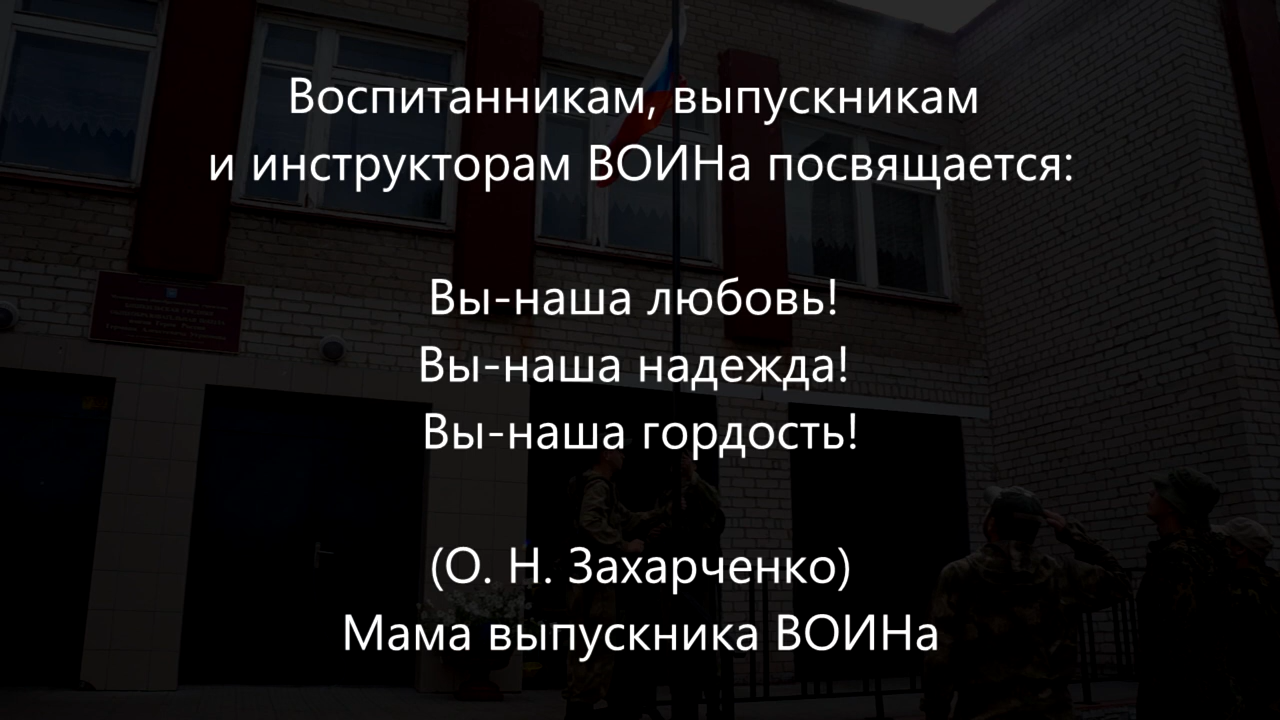 Воспитанникам, выпускникам
и инструкторам ВОИНа посвящается:
Вы-наша любовь!
Вы-наша надежда!
Вы-наша гордость!
(О. Н. Захарченко)
Мама выпускника ВОИНа